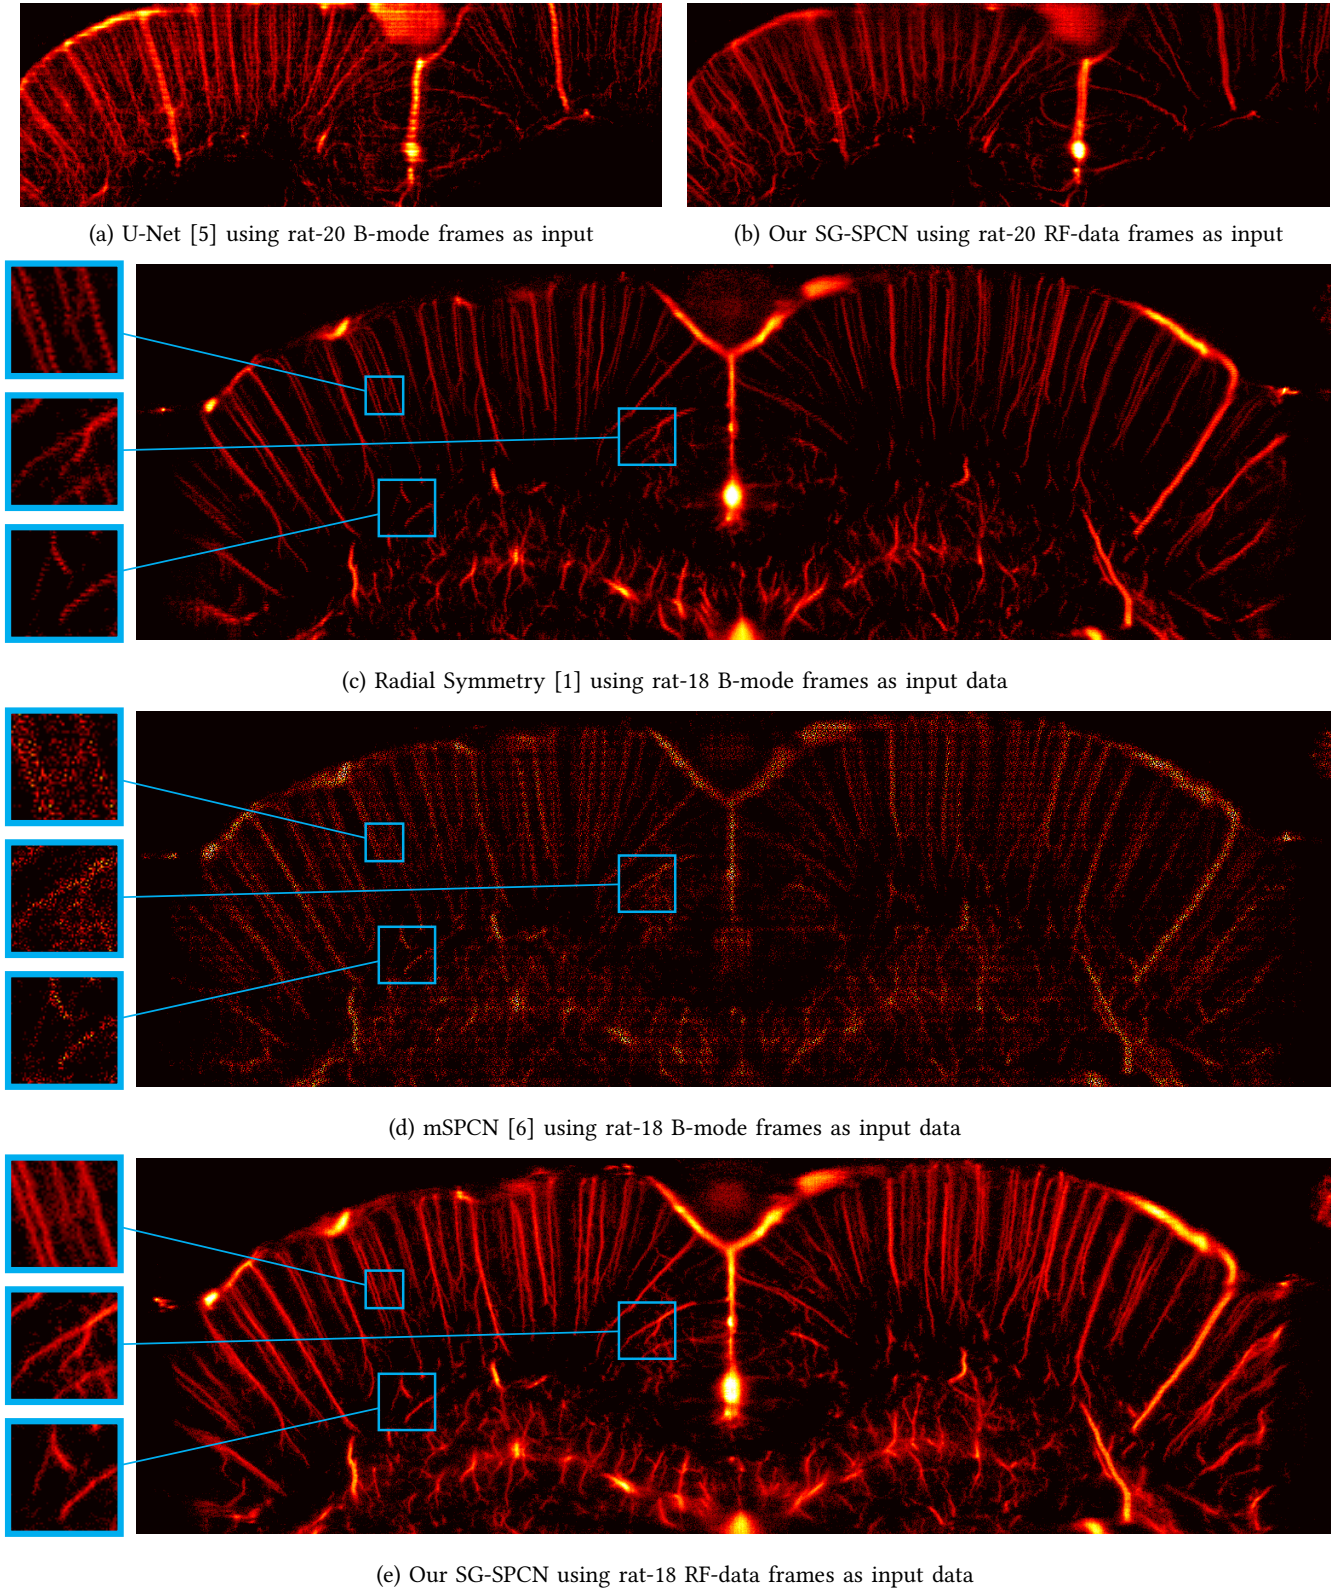 (a) U-Net [5] using rat-20 B-mode frames as input
(b) Our SG-SPCN using rat-20 RF-data frames as input
(c) Radial Symmetry [1] using rat-18 B-mode frames as input data
(d) mSPCN [6] using rat-18 B-mode frames as input data
(e) Our SG-SPCN using rat-18 RF-data frames as input data